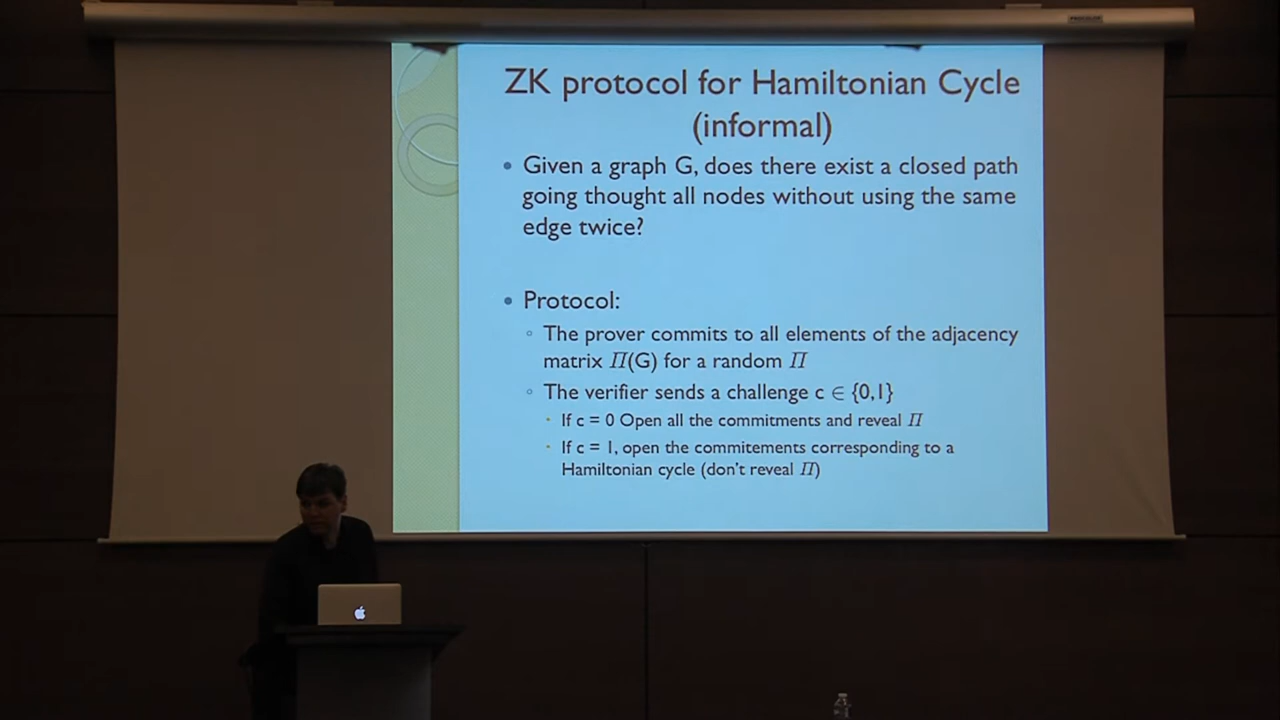 PROCOLOR
ZK protocol for Hamiltonian Cycle
(informal)
• Given a graph G, does there exist a closed path
going thought all nodes without using the same
edge twice?
• Protocol:
◦ The prover commits to all elements of the adjacency
matrix Π(G) for a random Π
◦ The verifier sends a challenge c ∈ {0,1}
· If c = 0 Open all the commitments and reveal Π
· If c = 1, open the commitements corresponding to a
Hamiltonian cycle (don't reveal Π)